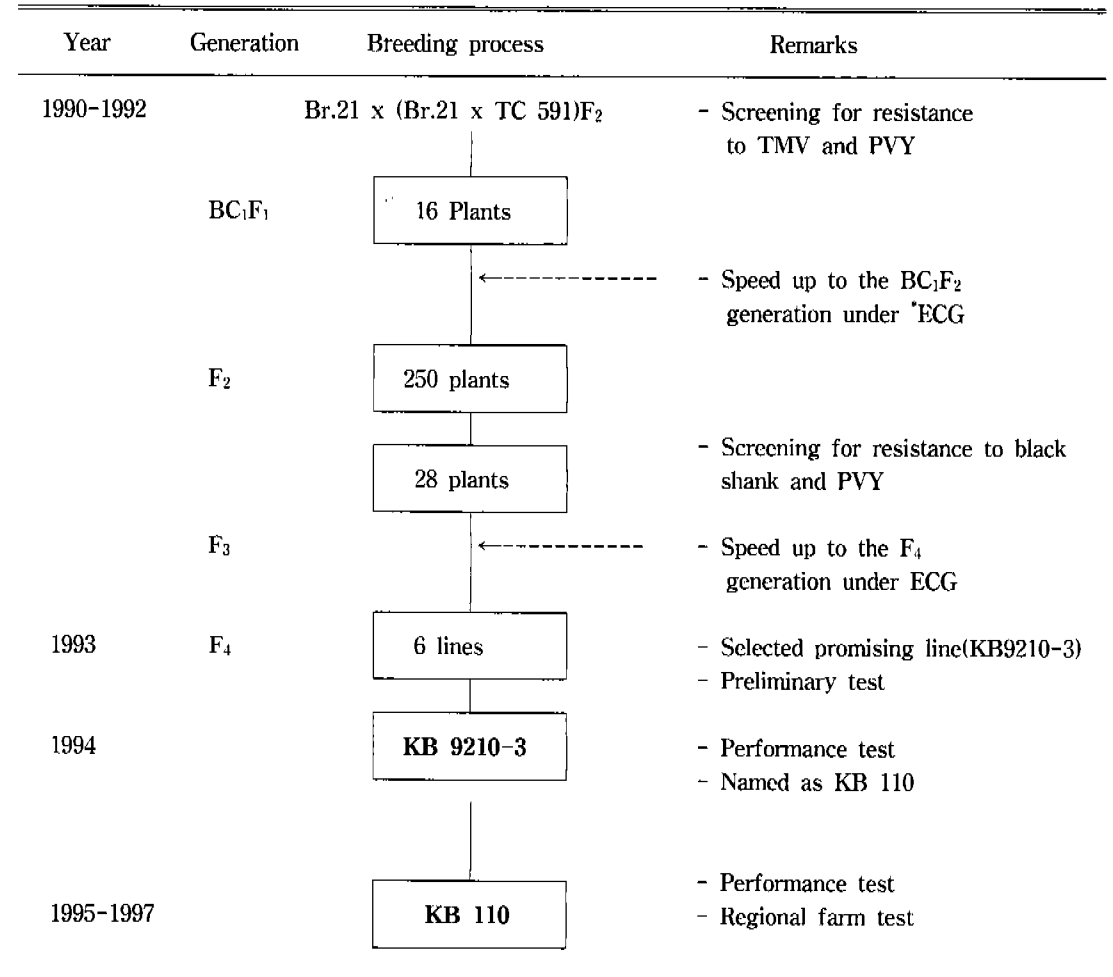 Year Generation Breeding process Remarks
1990-1992 Br.21 x (Br.21 x TC 591)F₂ - Screening for resistance
to TMV and PVY
BC₁F₁ 16 Plants
- Speed up to the BC₁F₂
generation under *ECG
F₂ 250 plants
28 plants - Screening for resistance to black
shank and PVY
F₃ - Speed up to the F₄
generation under ECG
1993 F₄ 6 lines - Selected promising line(KB9210-3)
- Preliminary test
1994 KB 9210-3 - Performance test
- Named as KB 110
- Performance test
1995-1997 KB 110 - Regional farm test